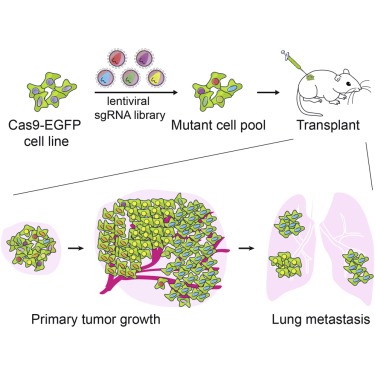 lentiviral
sgRNA library
Cas9-EGFP
cell line
Mutant cell pool
Transplant
Primary tumor growth
Lung metastasis